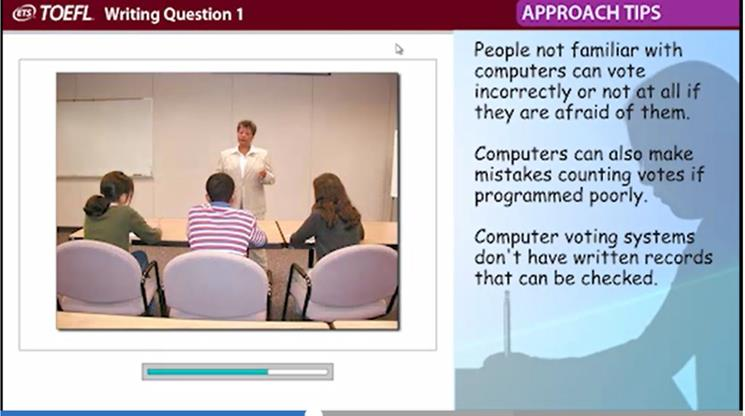 ETS TOEFL Writing Question 1
APPROACH TIPS
People not familiar with
computers can vote
incorrectly or not at all if
they are afraid of them.
Computers can also make
mistakes counting votes if
programmed poorly.
Computer voting systems
don't have written records
that can be checked.